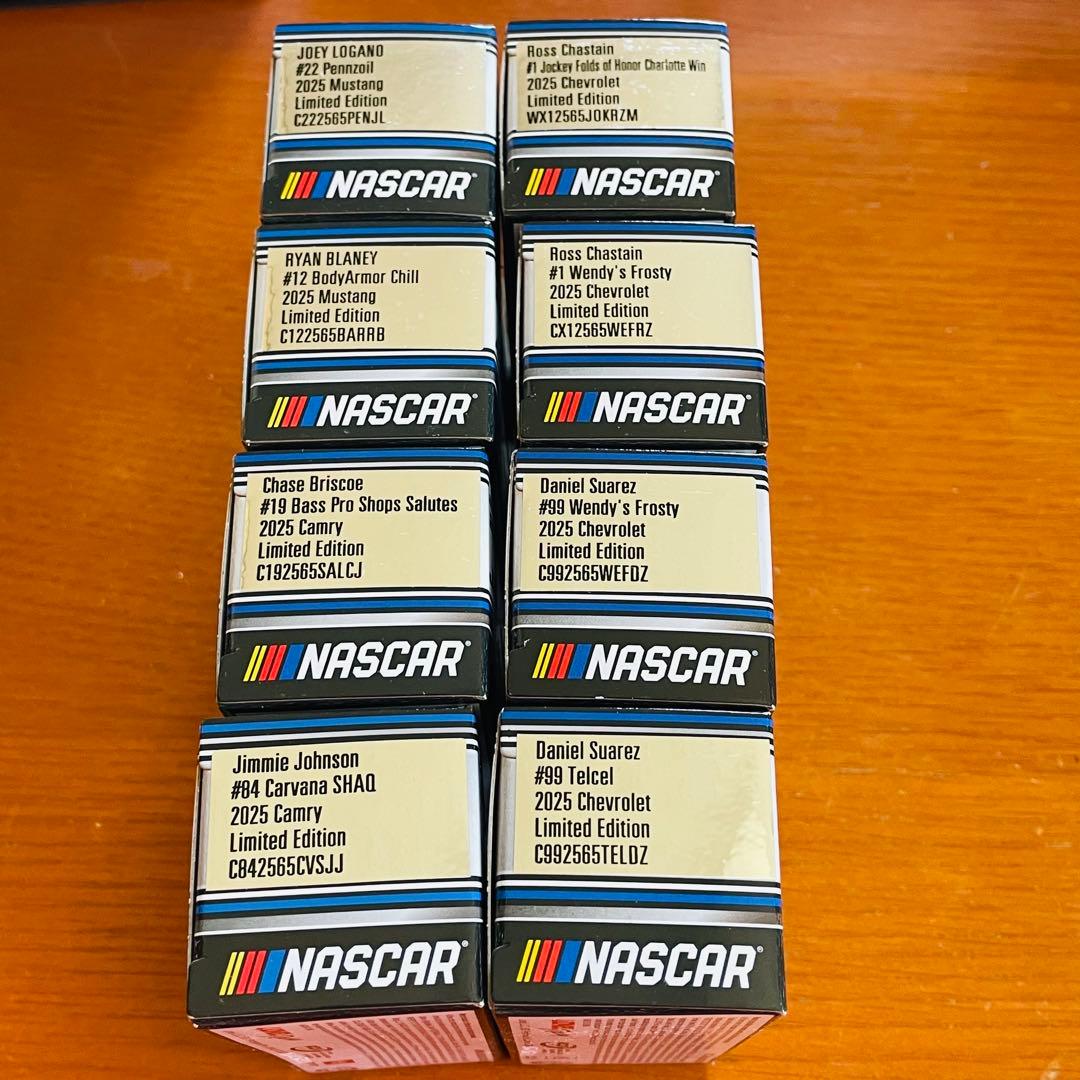 JOEY LOGANO
#22 Pennzoil
2025 Mustang
Limited Edition
C222565PENJL
NASCAR
Ross Chastain
#1 Jockey Folds of Honor Charlotte Win
2025 Chevrolet
Limited Edition
WX12565JOKRZM
NASCAR
RYAN BLANEY
#12 BodyArmor Chill
2025 Mustang
Limited Edition
C122565BARRB
NASCAR
Ross Chastain
#1 Wendy's Frosty
2025 Chevrolet
Limited Edition
CX12565WEFRZ
NASCAR
Chase Briscoe
#19 Bass Pro Shops Salutes
2025 Camry
Limited Edition
C192565SALCJ
NASCAR
Daniel Suarez
#99 Wendy's Frosty
2025 Chevrolet
Limited Edition
C992565WEFDZ
NASCAR
Jimmie Johnson
#84 Carvana SHAQ
2025 Camry
Limited Edition
C842565CVSJJ
NASCAR
Daniel Suarez
#99 Telcel
2025 Chevrolet
Limited Edition
C992565TELDZ
NASCAR